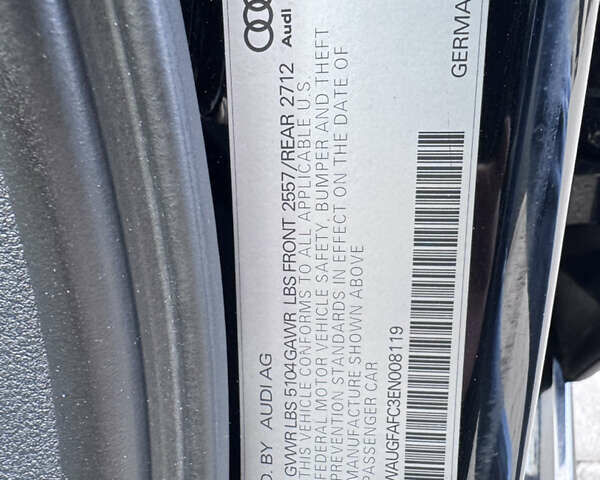 Audi
GERMA
D. BY AUDI AG
GWWR LBS 5104GAWR LBS FRONT 2557/REAR 2712
THIS VEHICLE CONFORMS TO ALL APPLICABLE U.S.
FEDERAL MOTOR VEHICLE SAFETY, BUMPER AND THEFT
PREVENTION STANDARDS IN EFFECT ON THE DATE OF
MANUFACTURE SHOWN ABOVE
PASSENGER CAR
WAUGFAFC3EN008119